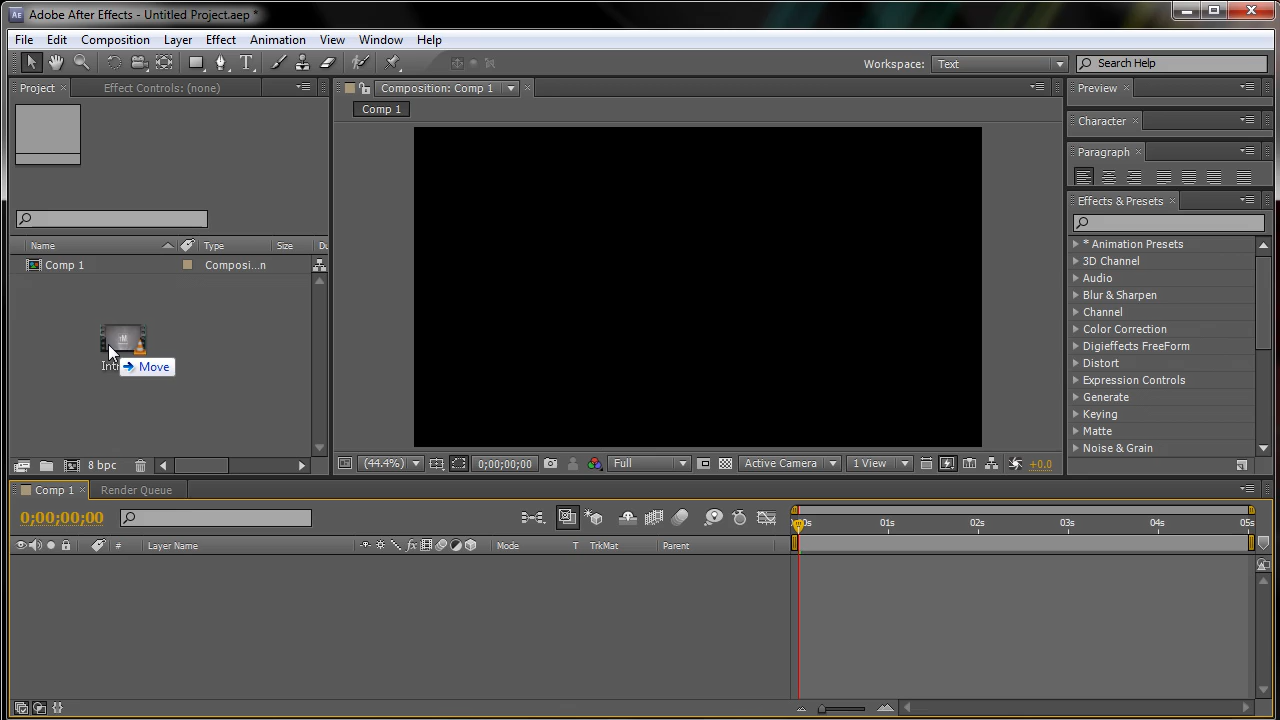 Adobe After Effects - Untitled Project.aep *
File Edit Composition Layer Effect Animation View Window Help
Workspace: Text Search Help
Project Effect Controls: (none) Composition: Comp 1 Preview
Comp 1
Character
Paragraph
Effects & Presets
Name Type Size Du
Comp 1 Composi...n
* Animation Presets
3D Channel
Audio
Blur & Sharpen
Channel
Color Correction
Digieffects FreeForm
Distort
Expression Controls
Generate
Keying
Matte
Noise & Grain
Move
8 bpc (44.4%) 0;00;00;00 Full Active Camera 1 View +0.0
Comp 1 Render Queue
0;00;00;00
01s 02s 03s 04s 05s
# Layer Name fx Mode T TrkMat Parent